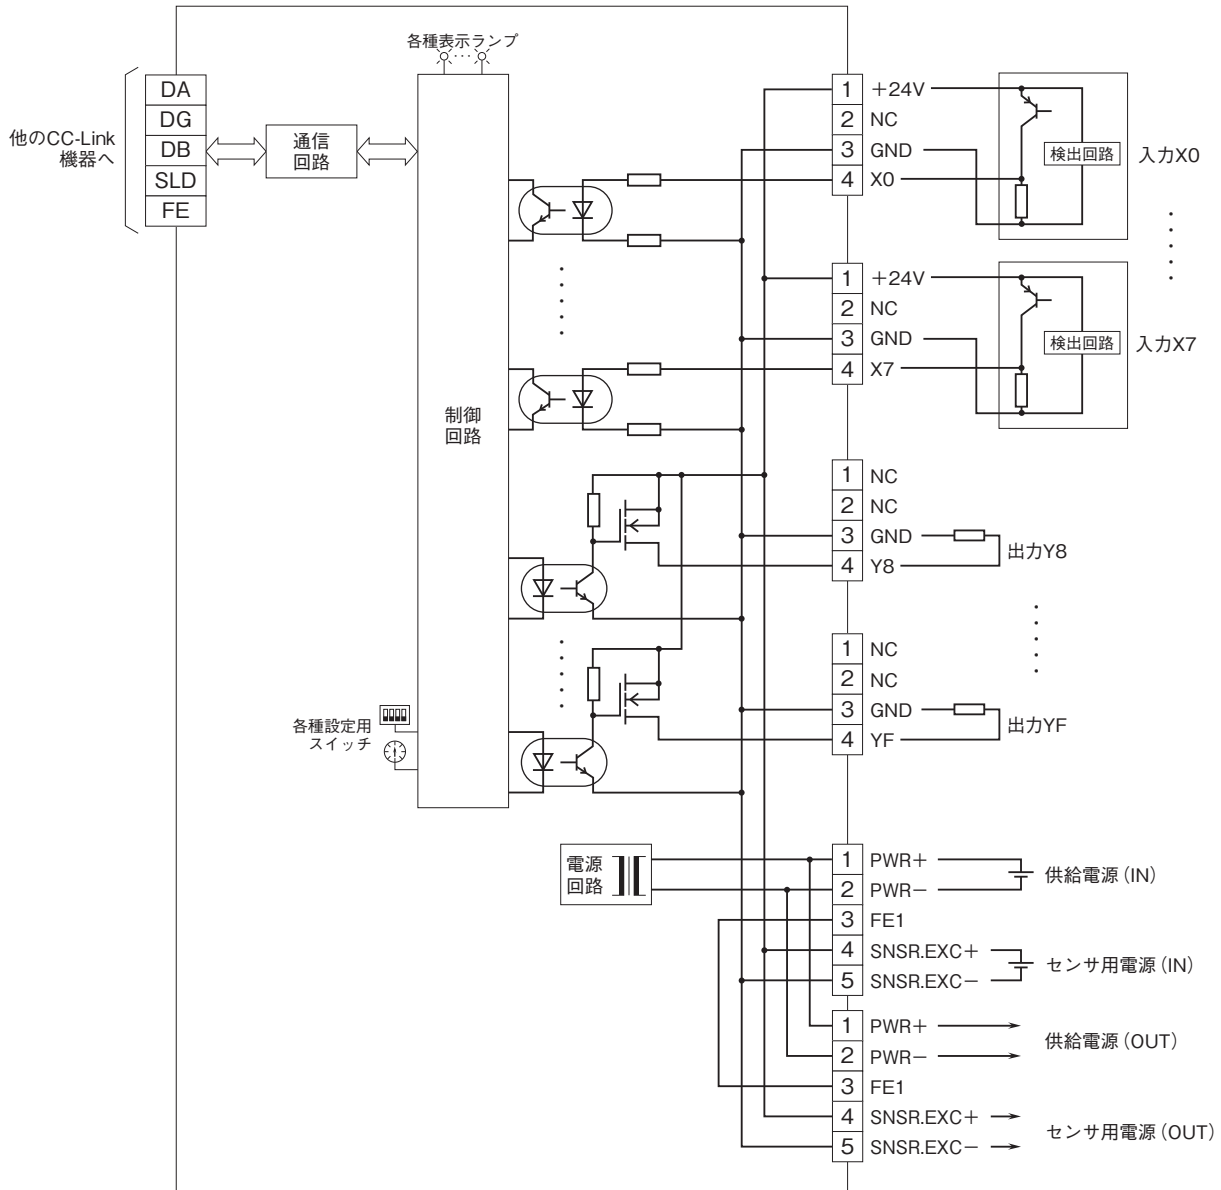 各種表示ランプ
他のCC-Link
機器へ
DA
DG
DB
SLD
FE
通信
回路
制御
回路
各種設定用
スイッチ
電源
回路
1 +24V
2 NC
3 GND
4 X0
検出回路
入力X0
1 +24V
2 NC
3 GND
4 X7
検出回路
入力X7
1 NC
2 NC
3 GND
4 Y8
出力Y8
1 NC
2 NC
3 GND
4 YF
出力YF
1 PWR+
2 PWR−
3 FE1
4 SNSR.EXC+
5 SNSR.EXC−
供給電源(IN)
センサ用電源(IN)
1 PWR+
2 PWR−
3 FE1
4 SNSR.EXC+
5 SNSR.EXC−
供給電源(OUT)
センサ用電源(OUT)